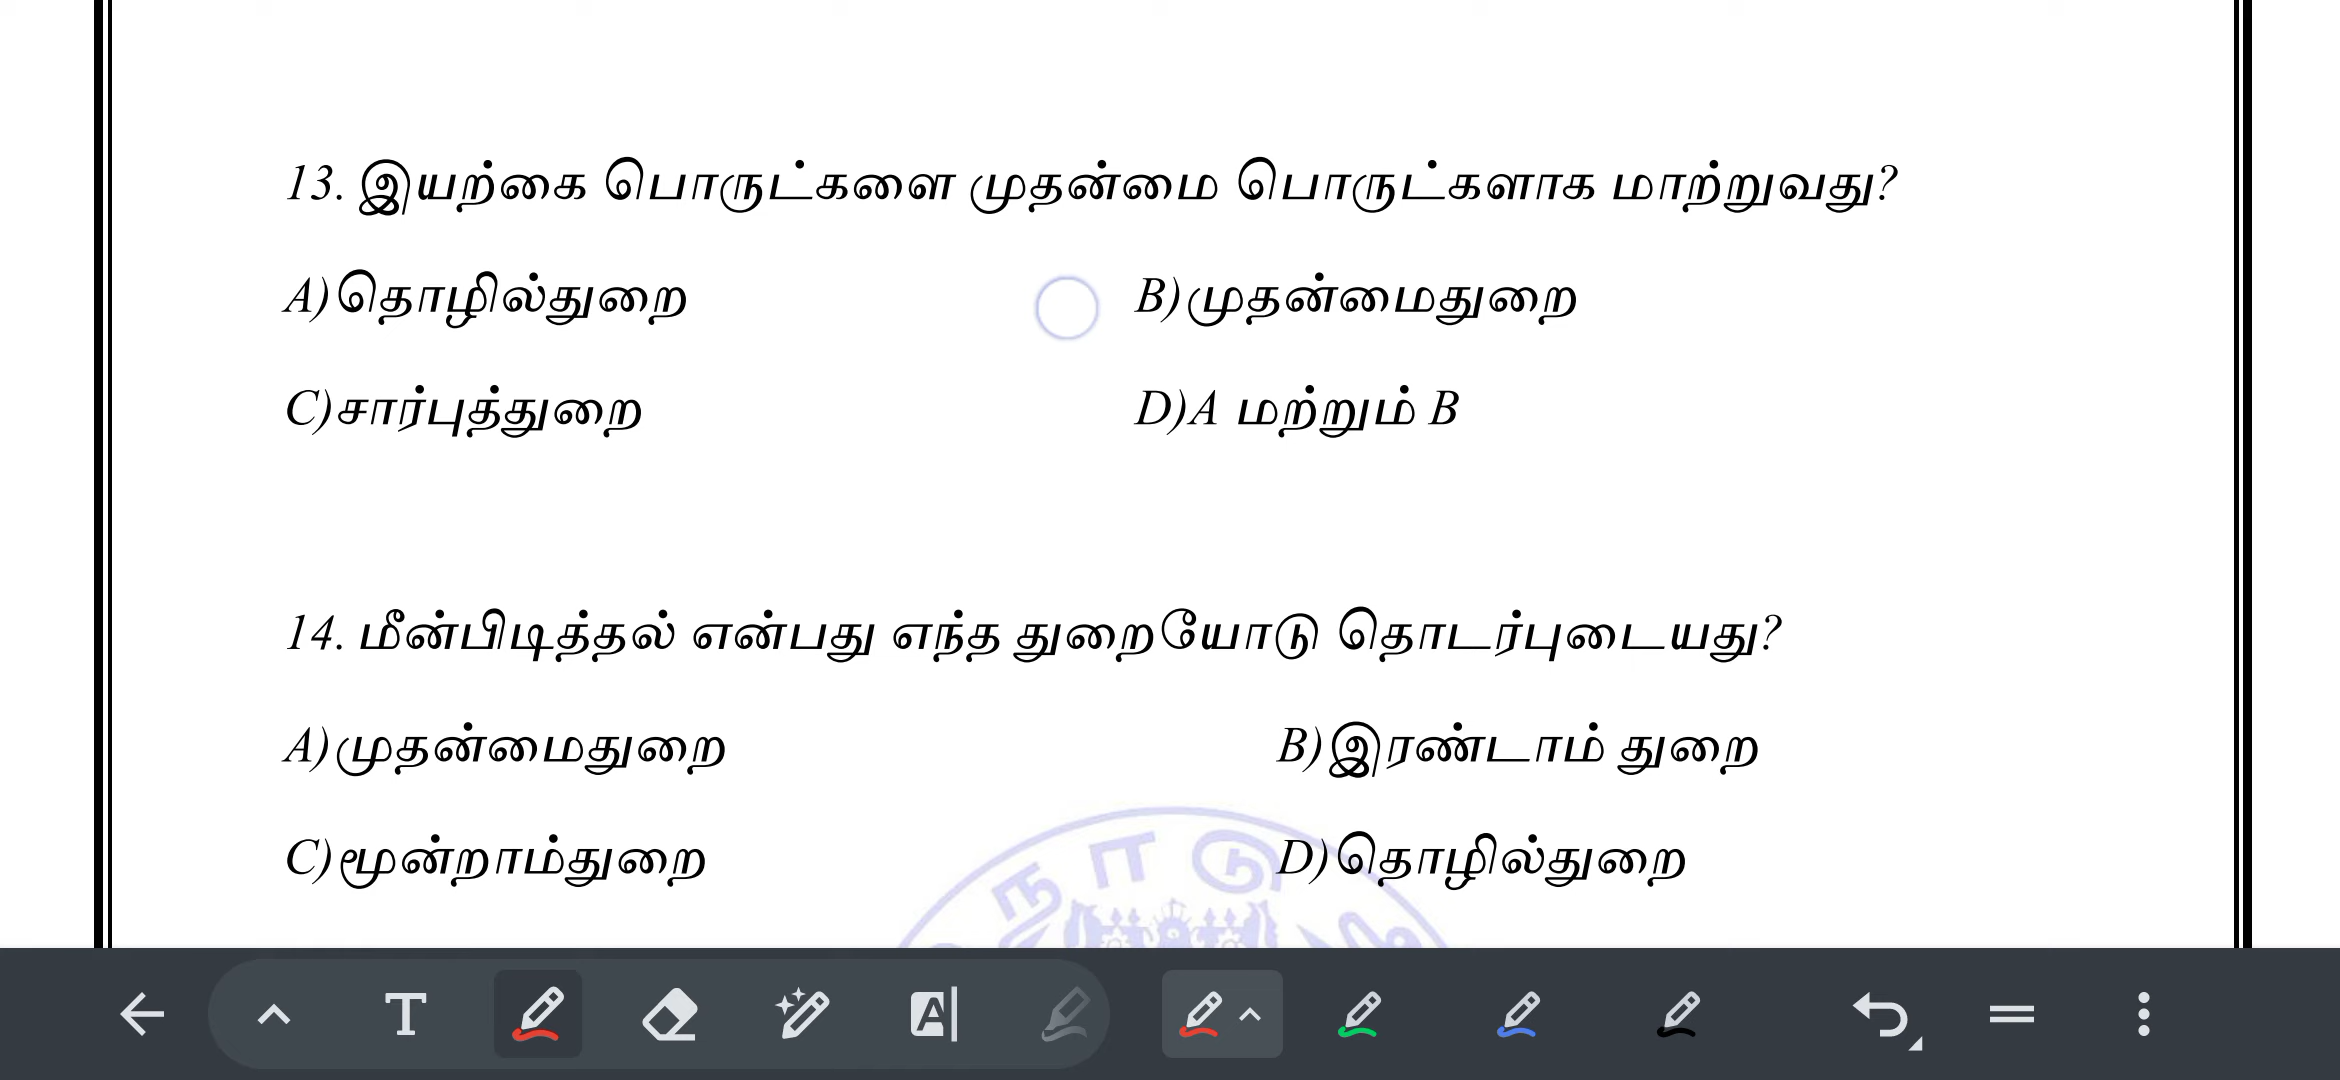 13. இயற்கை பொருட்களை முதன்மை பொருட்களாக மாற்றுவது?
A)தொழில்துறை B)முதன்மைதுறை
C)சார்புத்துறை D)A மற்றும் B
14. மீன்பிடித்தல் என்பது எந்த துறையோடு தொடர்புடையது?
A)முதன்மைதுறை B)இரண்டாம் துறை
C)மூன்றாம்துறை D)தொழில்துறை